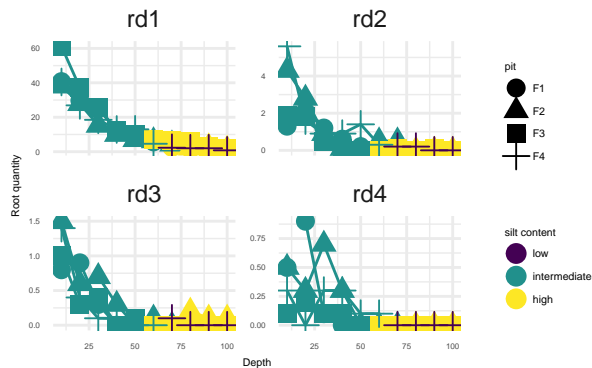 rd1
rd2
60
40
20
0
4
2
0
rd3
rd4
1.5
1.0
0.5
0.0
0.75
0.50
0.25
0.00
25
50
75
100
25
50
75
100
Root quantity
Depth
pit
F1
F2
F3
F4
silt content
low
intermediate
high